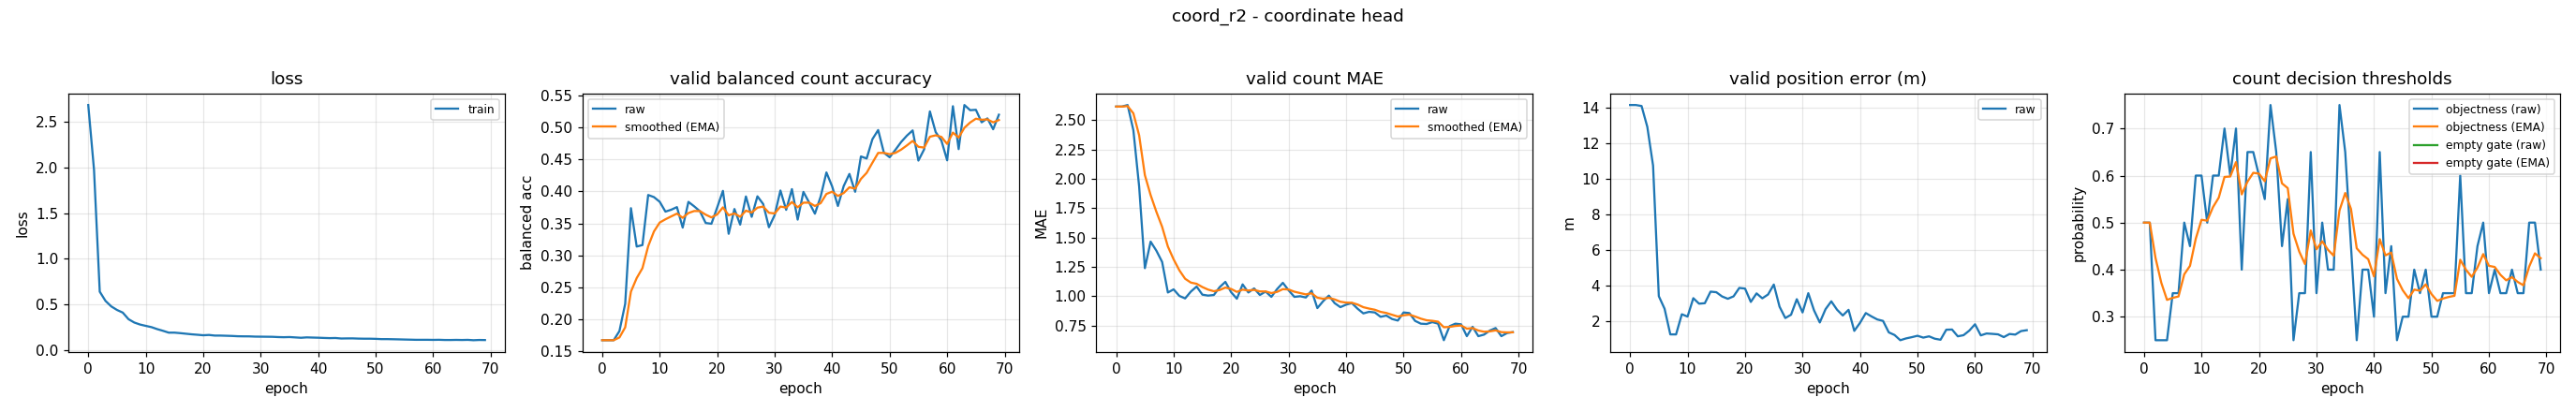 coord_r2 - coordinate head
loss
train
2.5
2.0
1.5
1.0
0.5
0.0
loss
0 10 20 30 40 50 60 70
epoch
valid balanced count accuracy
raw
smoothed (EMA)
0.55
0.50
0.45
0.40
0.35
0.30
0.25
0.20
0.15
balanced acc
0 10 20 30 40 50 60 70
epoch
valid count MAE
raw
smoothed (EMA)
2.50
2.25
2.00
1.75
1.50
1.25
1.00
0.75
MAE
0 10 20 30 40 50 60 70
epoch
valid position error (m)
raw
14
12
10
8
6
4
2
m
0 10 20 30 40 50 60 70
epoch
count decision thresholds
objectness (raw)
objectness (EMA)
empty gate (raw)
empty gate (EMA)
0.7
0.6
0.5
0.4
0.3
probability
0 10 20 30 40 50 60 70
epoch